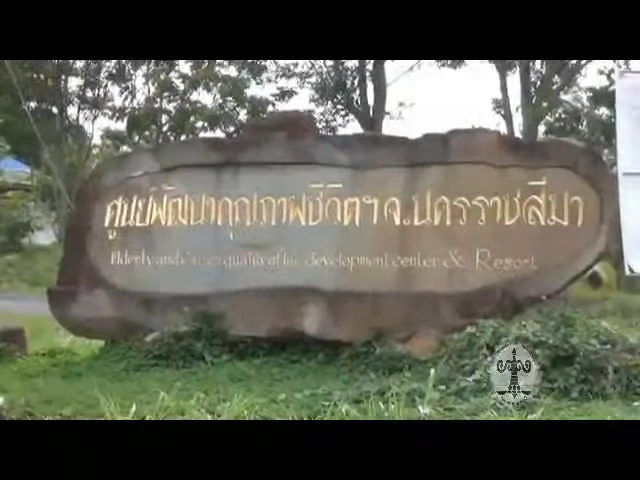 ศูนย์พัฒนาคุณภาพชีวิตฯ จ.นครราชสีมา
Elderly and quality of life development center & Resort